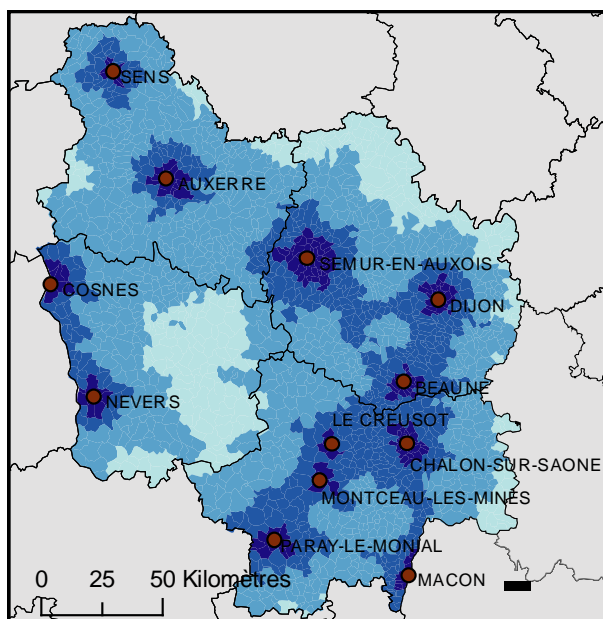 SENS
AUXERRE
SEMUR-EN-AUXOIS
COSNES
DIJON
BEAUNE
NEVERS
LE CREUSOT
CHALON-SUR-SAONE
MONTCEAU-LES-MINES
PARAY-LE-MONIAL
MACON
0 25 50 Kilomètres